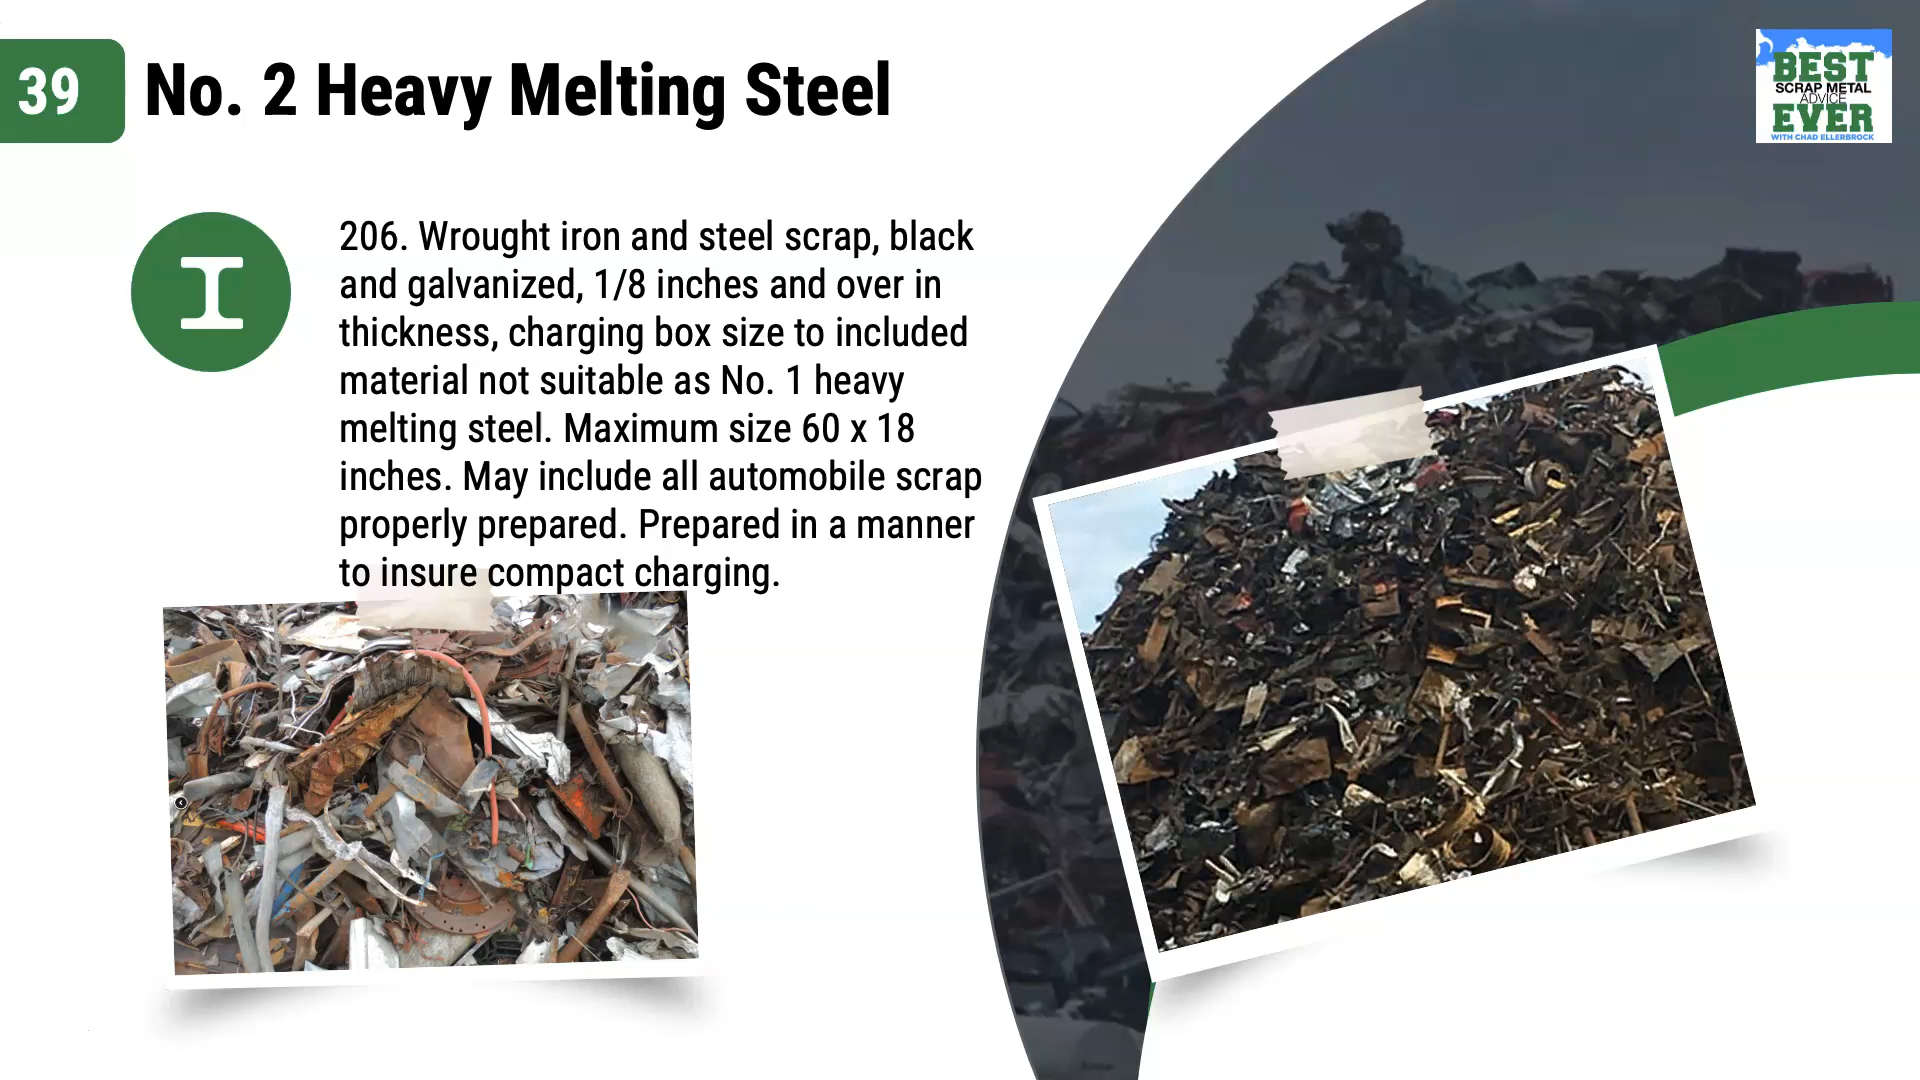 39
No. 2 Heavy Melting Steel
BEST
SCRAP METAL
ADVICE
EVER
WITH CHAD ELLERBROCK
206. Wrought iron and steel scrap, black
and galvanized, 1/8 inches and over in
thickness, charging box size to included
material not suitable as No. 1 heavy
melting steel. Maximum size 60 x 18
inches. May include all automobile scrap
properly prepared. Prepared in a manner
to insure compact charging.